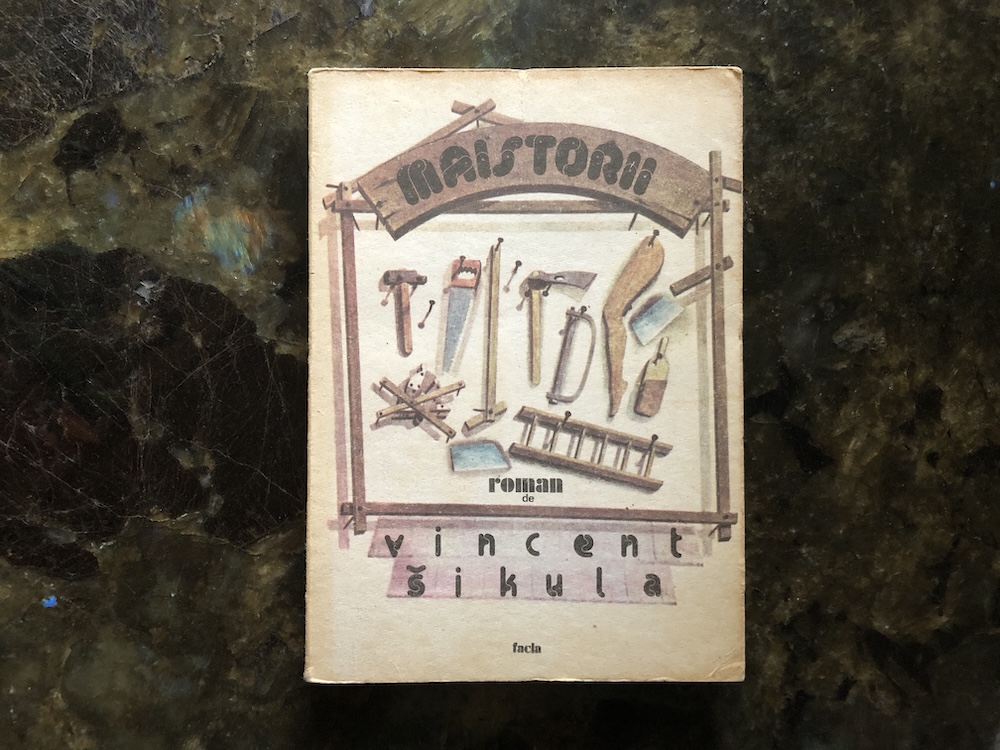 MAISTORII
roman
de
vincent
šikula
facla